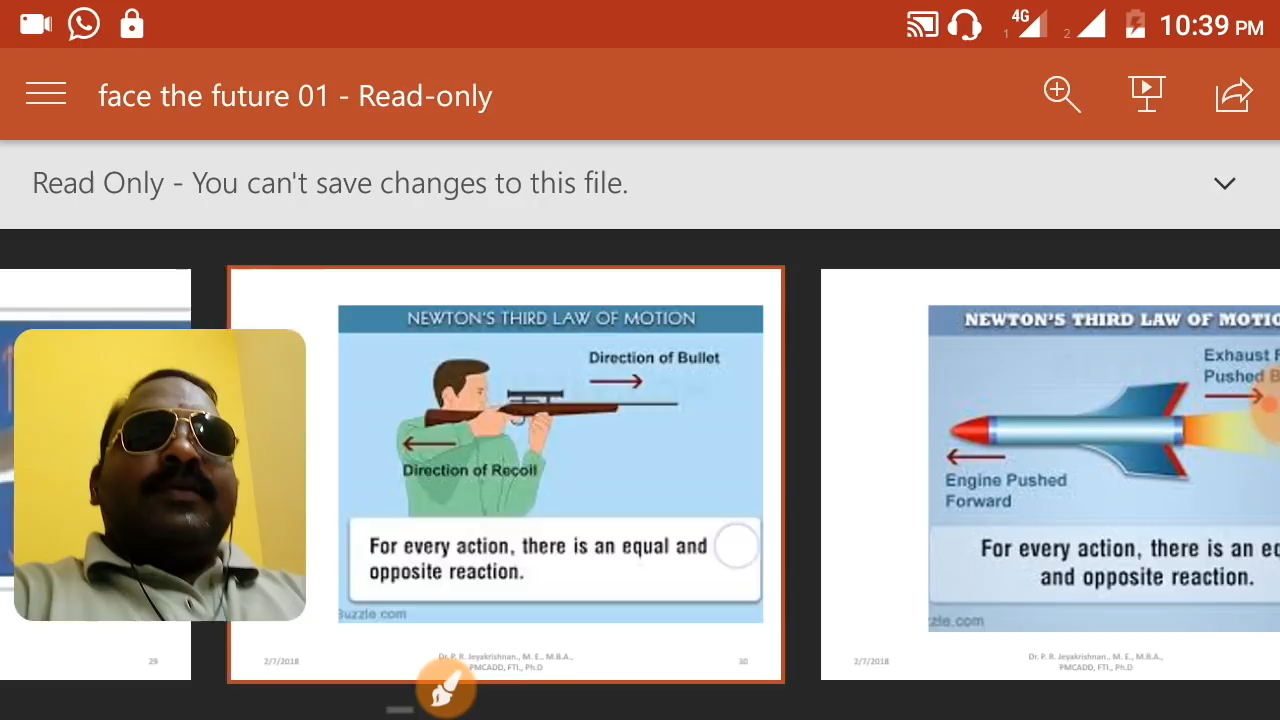 4G
1
2
10:39 PM
face the future 01 - Read-only
Read Only - You can't save changes to this file.
NEWTON'S THIRD LAW OF MOTION
Direction of Bullet
Direction of Recoil
For every action, there is an equal and
opposite reaction.
Buzzle.com
29
2/7/2018
Dr. P. R. Jeyakrishnan., M. E., M.B.A.,
PMCADD, FTI., Ph.D
30
NEWTON'S THIRD LAW OF MOTIO
Exhaust
Pushed
Engine Pushed
Forward
For every action, there is an eq
and opposite reaction.
zle.com
2/7/2018
Dr. P. R. Jeyakrishnan., M. E., M.B.A.,
PMCADD, FTI., Ph.D